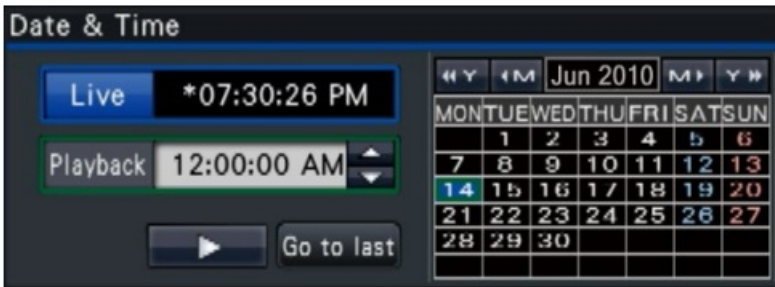 Date & Time
Live *07:30:26 PM
Playback 12:00:00 AM
Go to last
Y M Jun 2010 M Y
MON TUE WED THU FRI SAT SUN
1 2 3 4 5 6
7 8 9 10 11 12 13
14 15 16 17 18 19 20
21 22 23 24 25 26 27
28 29 30